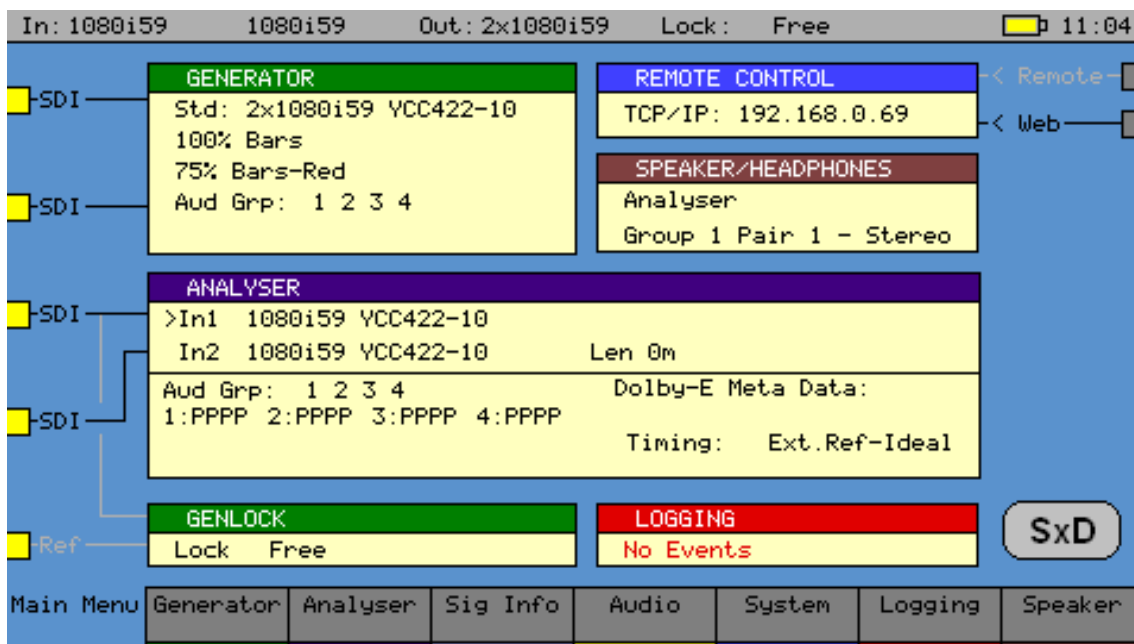 In: 1080i59 1080i59 Out: 2x1080i59 Lock: Free 11:04
GENERATOR
Std: 2x1080i59 YCC422-10
100% Bars
75% Bars-Red
Aud Grp: 1 2 3 4
SDI
SDI
REMOTE CONTROL
TCP/IP: 192.168.0.69
< Remote
< Web
SPEAKER/HEADPHONES
Analyser
Group 1 Pair 1 - Stereo
ANALYSER
SDI
>In1 1080i59 YCC422-10
In2 1080i59 YCC422-10 Len 0m
Aud Grp: 1 2 3 4 Dolby-E Meta Data:
1:PPPP 2:PPPP 3:PPPP 4:PPPP
SDI
Timing: Ext.Ref-Ideal
GENLOCK
Ref
Lock Free
LOGGING
No Events
SxD
Main Menu Generator Analyser Sig Info Audio System Logging Speaker